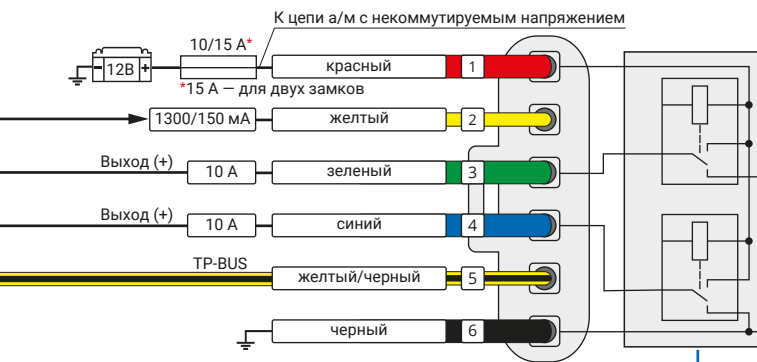 К цепи а/м с некоммутируемым напряжением
10/15 А*
- 12В + красный 1
*15 А — для двух замков
1300/150 мА желтый 2
Выход (+) 10 А зеленый 3
Выход (+) 10 А синий 4
TP-BUS
желтый/черный 5
черный 6